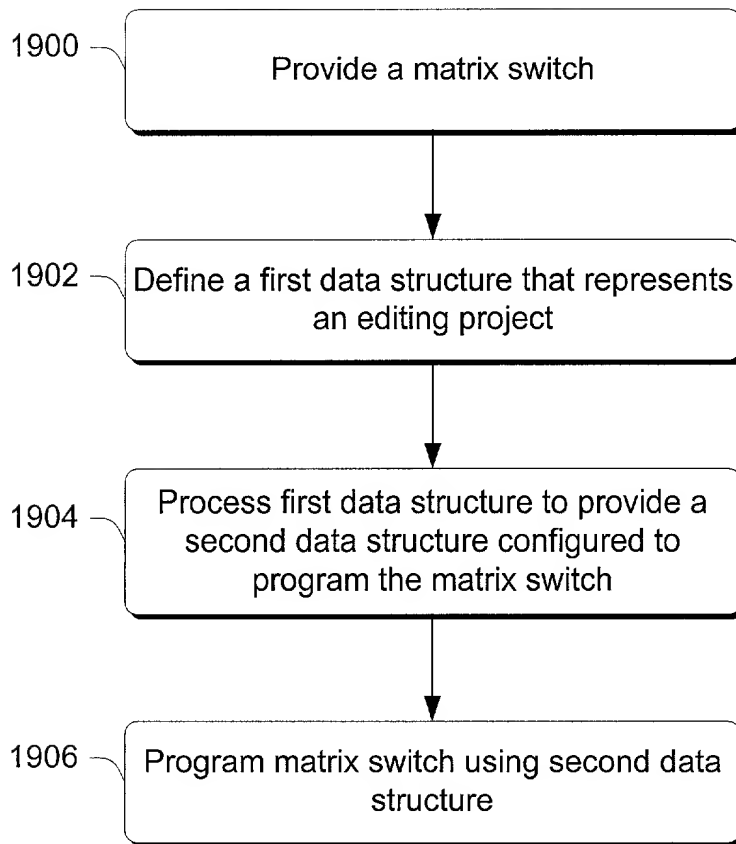 1900
Provide a matrix switch
1902
Define a first data structure that represents
an editing project
1904
Process first data structure to provide a
second data structure configured to
program the matrix switch
1906
Program matrix switch using second data
structure